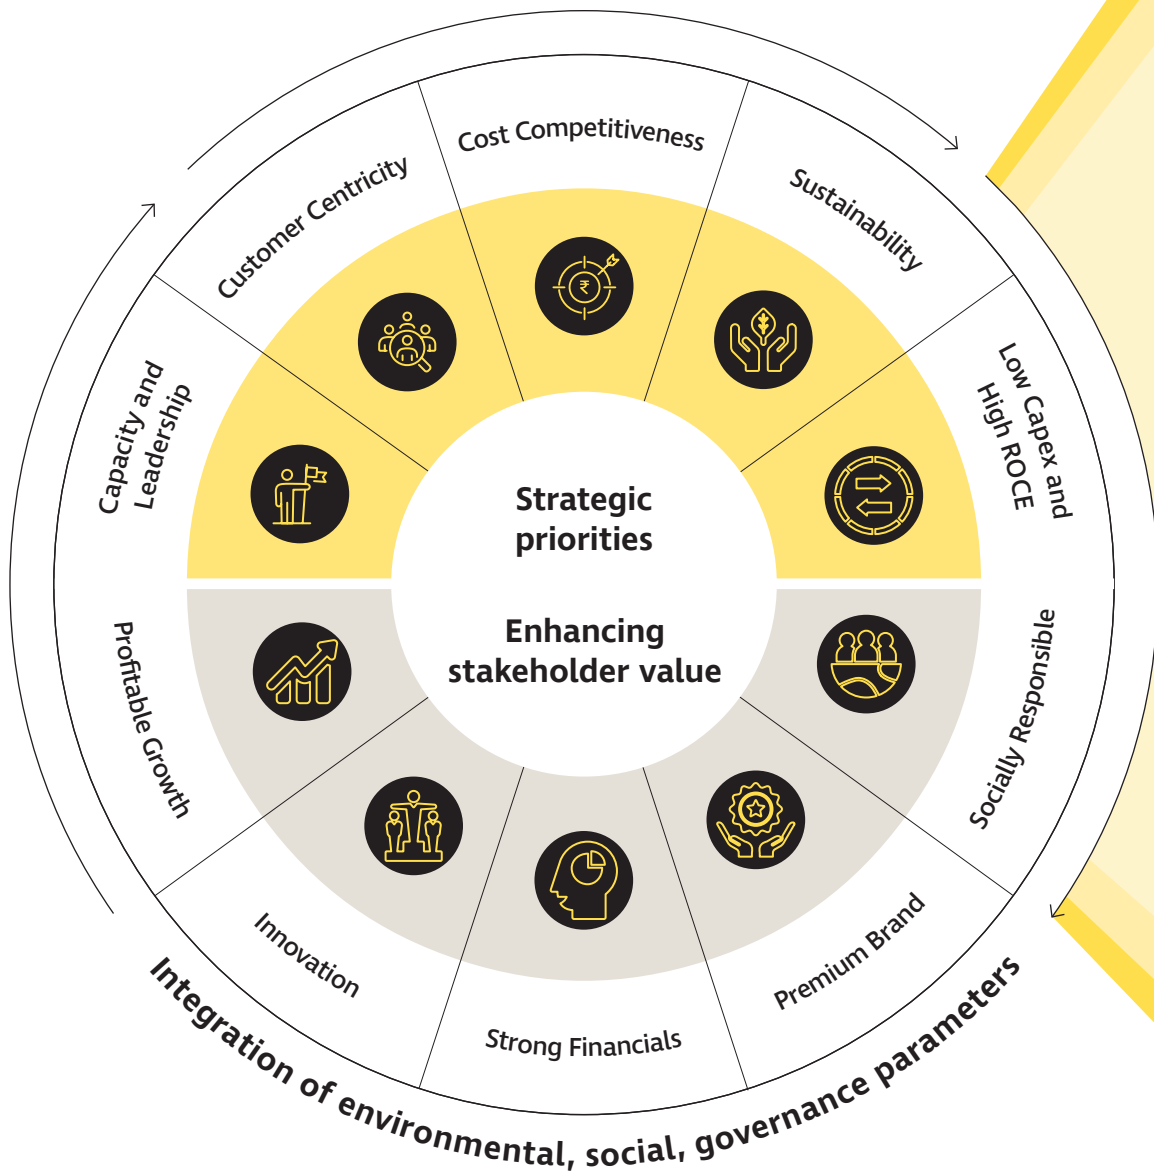 Cost Competitiveness
Customer Centricity
Sustainability
Capacity and
Leadership
Low Capex and
High ROCE
₹
Strategic
priorities
Enhancing
stakeholder value
Profitable Growth
Socially Responsible
Innovation
Premium Brand
Strong Financials
Integration of environmental, social, governance parameters